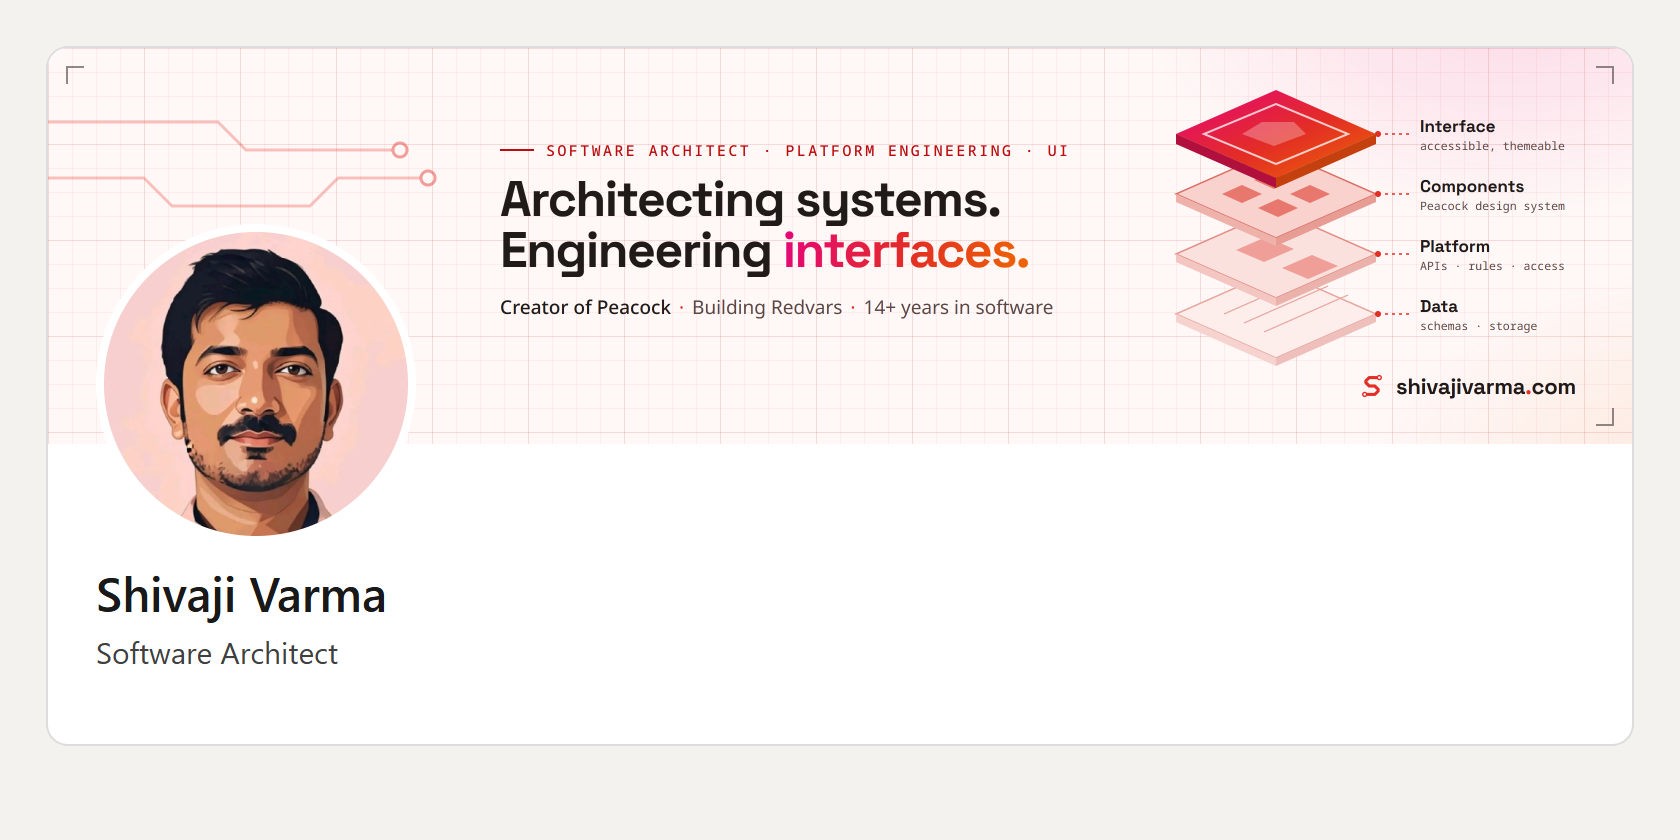 SOFTWARE ARCHITECT · PLATFORM ENGINEERING · UI
Architecting systems.
Engineering interfaces.
Creator of Peacock · Building Redvars · 14+ years in software
Interface
accessible, themeable
Components
Peacock design system
Platform
APIs · rules · access
Data
schemas · storage
shivajivarma.com
Shivaji Varma
Software Architect